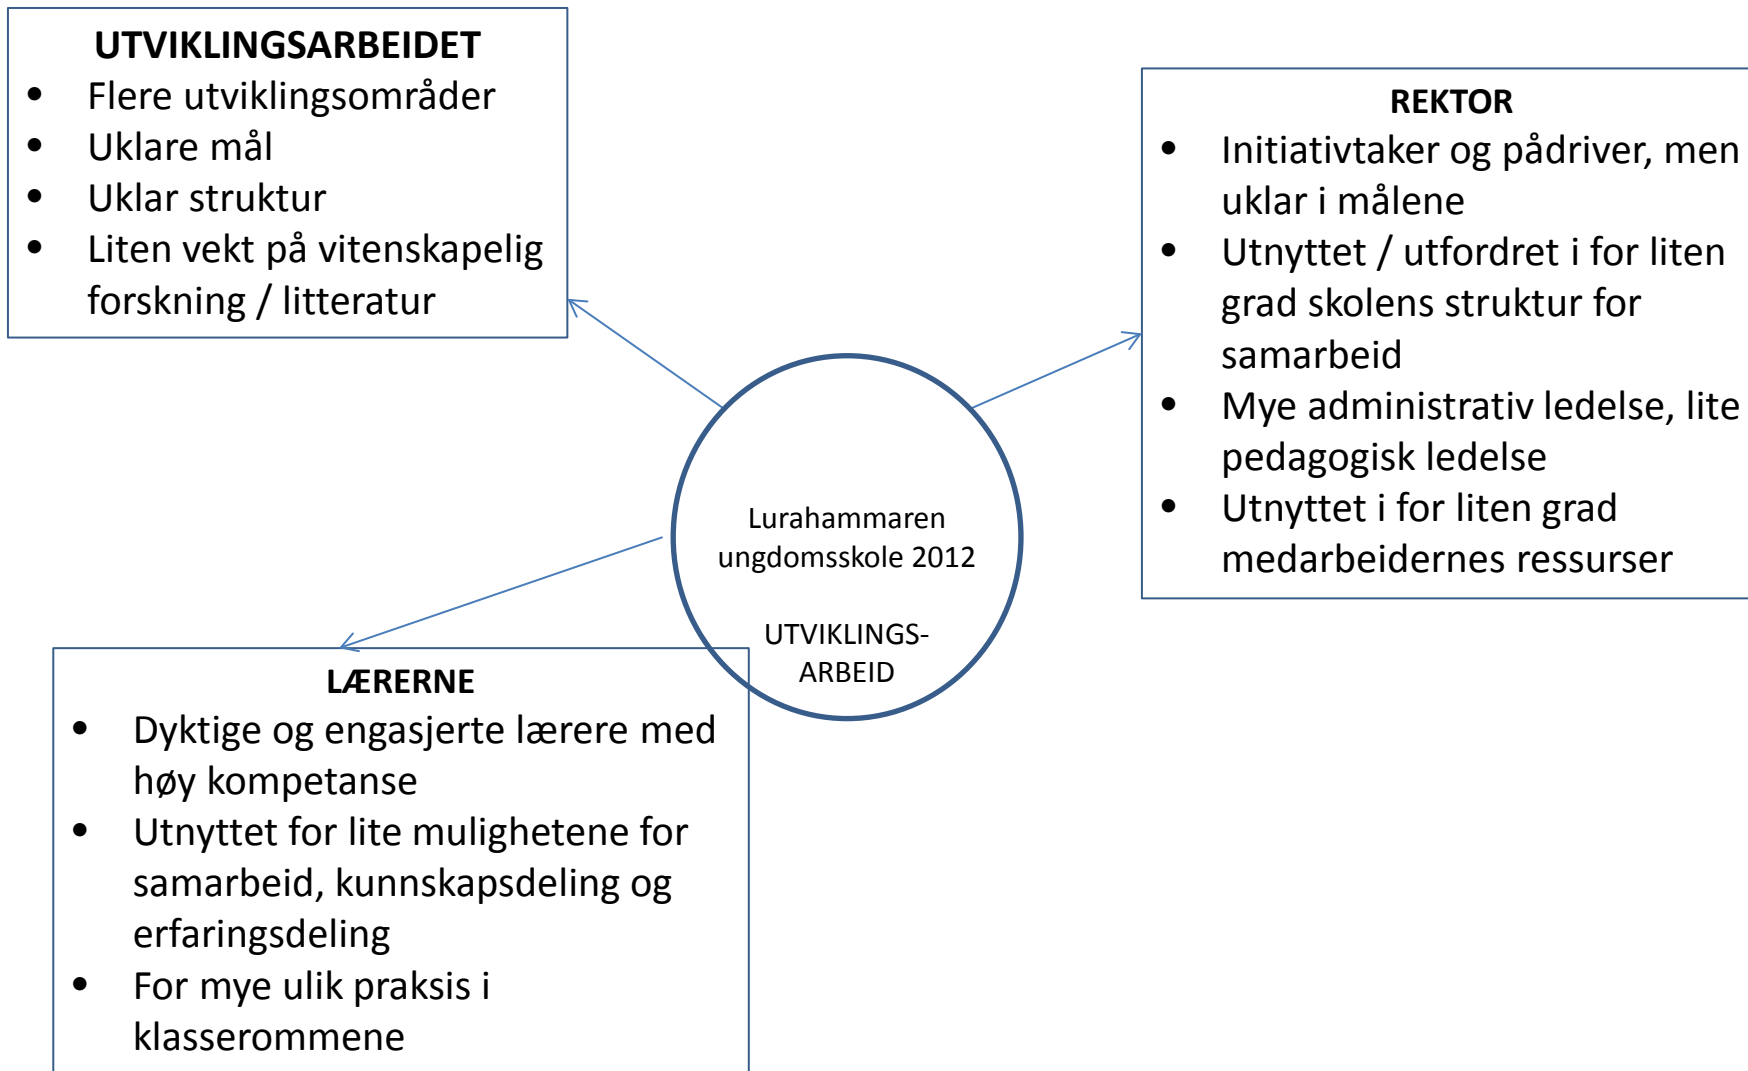 UTVIKLINGSARBEIDET
• Flere utviklingsområder
• Uklare mål
• Uklar struktur
• Liten vekt på vitenskapelig
forskning / litteratur
REKTOR
• Initiativtaker og pådriver, men
uklar i målene
• Utnyttet / utfordret i for liten
grad skolens struktur for
samarbeid
• Mye administrativ ledelse, lite
pedagogisk ledelse
• Utnyttet i for liten grad
medarbeidernes ressurser
Lurahammaren
ungdomsskole 2012
UTVIKLINGS-
ARBEID
LÆRERNE
• Dyktige og engasjerte lærere med
høy kompetanse
• Utnyttet for lite mulighetene for
samarbeid, kunnskapsdeling og
erfaringsdeling
• For mye ulik praksis i
klasserommene